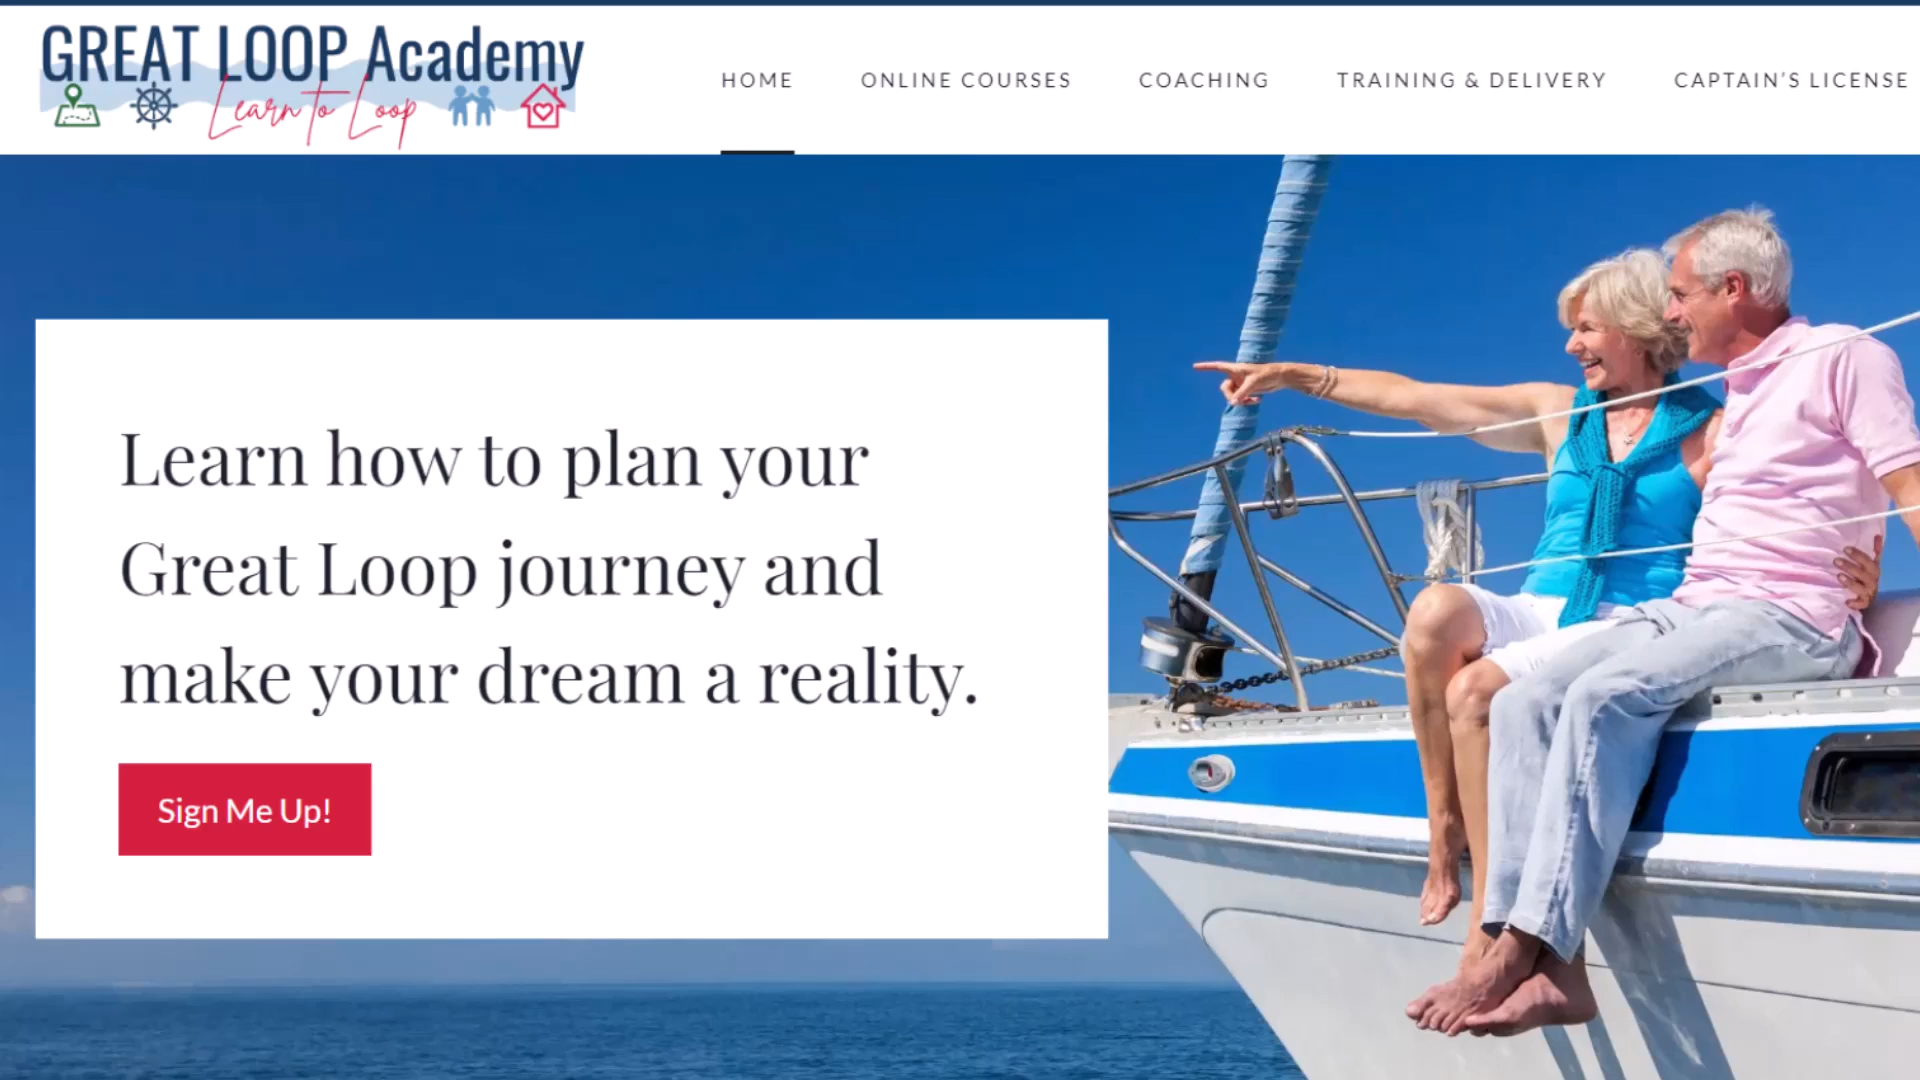 GREAT LOOP Academy
Learn to Loop
HOME
ONLINE COURSES
COACHING
TRAINING & DELIVERY
CAPTAIN'S LICENSE
Learn how to plan your
Great Loop journey and
make your dream a reality.
Sign Me Up!